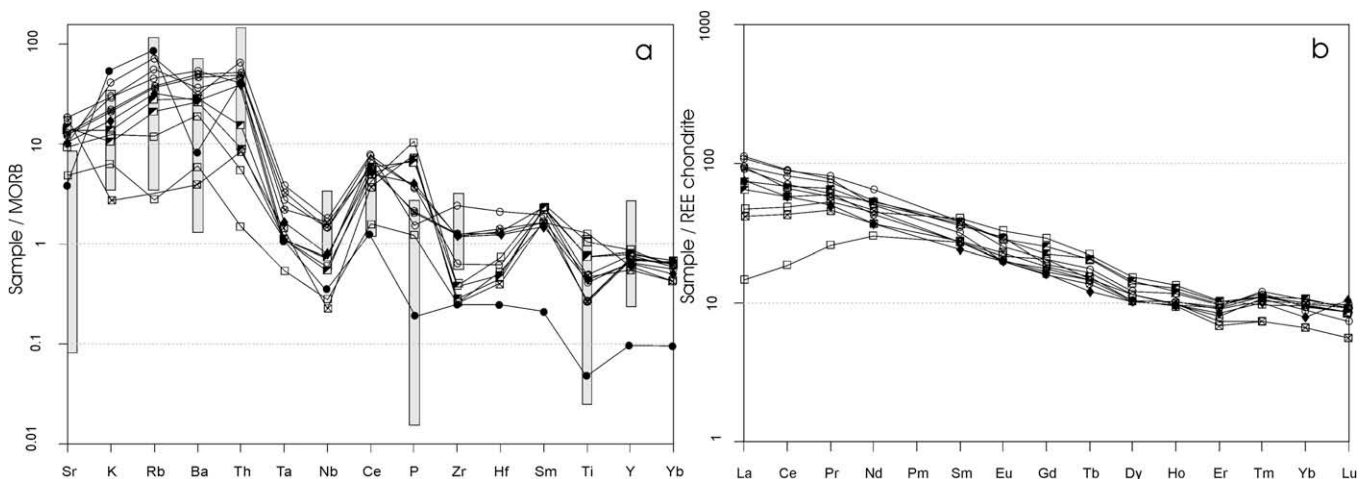 a
Sample / MORB
100
10
1
0.1
0.01
Sr K Rb Ba Th Ta Nb Ce P Zr Hf Sm Ti Y Yb
b
Sample / REE chondrite
1000
100
10
1
La Ce Pr Nd Pm Sm Eu Gd Tb Dy Ho Er Tm Yb Lu